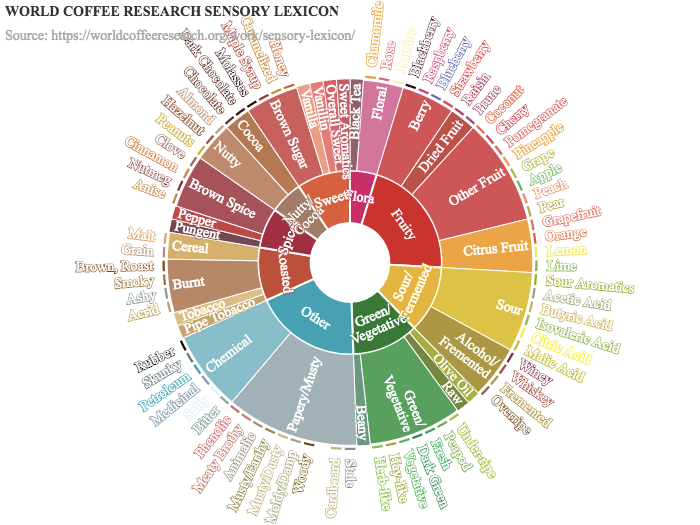 WORLD COFFEE RESEARCH SENSORY LEXICON
Source: https://worldcoffeeresearch.org/work/sensory-lexicon/
Floral
Fruity
Sour/
Fermented
Green/
Vegetative
Other
Roasted
Spices
Nutty/
Cocoa
Sweet
Black Tea
Floral
Berry
Dried Fruit
Other Fruit
Citrus Fruit
Sour
Alcohol/
Fremented
Olive Oil
Raw
Green/
Vegetative
Beany
Papery/Musty
Chemical
Pipe Tobacco
Tobacco
Burnt
Cereal
Pungent
Pepper
Brown Spice
Nutty
Cocoa
Brown Sugar
Vanilla
Vanillin
Overall Sweet
Sweet Aromatics
Chamomile
Rose
Jasmine
Blackberry
Raspberry
Blueberry
Strawberry
Raisin
Prune
Coconut
Cherry
Pomegranate
Pineapple
Grape
Apple
Peach
Pear
Grapefruit
Orange
Lemon
Lime
Sour Aromatics
Acetic Acid
Butyric Acid
Isovaleric Acid
Citric Acid
Malic Acid
Winey
Whiskey
Fremented
Overripe
Under-ripe
Peapod
Fresh
Dark Green
Vegetative
Hay-like
Herb-like
Stale
Cardboard
Woody
Moldy/Damp
Musty/Dusty
Musty/Earthy
Animalic
Meaty Brothy
Phenolic
Bitter
Salty
Medicinal
Petroleum
Skunky
Rubber
Acrid
Ashy
Smoky
Brown, Roast
Grain
Malt
Anise
Nutmeg
Cinnamon
Clove
Peanuts
Hazelnut
Almond
Chocolate
Dark Chocolate
Molasses
Maple Syrup
Caramelized
Honey